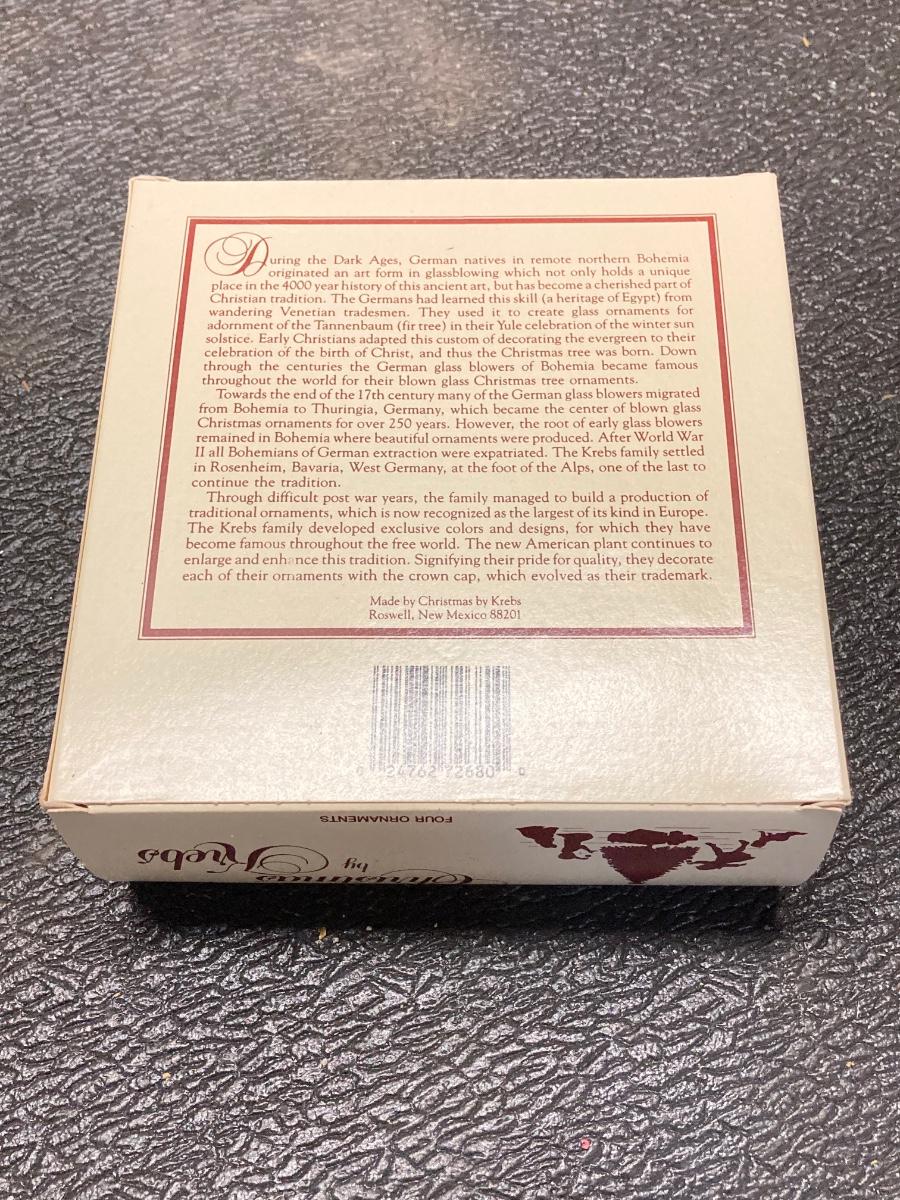 During the Dark Ages, German natives in remote northern Bohemia
originated an art form in glassblowing which not only holds a unique
place in the 4000 year history of this ancient art, but has become a cherished part of
Christian tradition. The Germans had learned this skill (a heritage of Egypt) from
wandering Venetian tradesmen. They used it to create glass ornaments for
adornment of the Tannenbaum (fir tree) in their Yule celebration of the winter sun
solstice. Early Christians adapted this custom of decorating the evergreen to their
celebration of the birth of Christ, and thus the Christmas tree was born. Down
through the centuries the German glass blowers of Bohemia became famous
throughout the world for their blown glass Christmas tree ornaments.
Towards the end of the 17th century many of the German glass blowers migrated
from Bohemia to Thuringia, Germany, which became the center of blown glass
Christmas ornaments for over 250 years. However, the root of early glass blowers
remained in Bohemia where beautiful ornaments were produced. After World War
II all Bohemians of German extraction were expatriated. The Krebs family settled
in Rosenheim, Bavaria, West Germany, at the foot of the Alps, one of the last to
continue the tradition.
Through difficult post war years, the family managed to build a production of
traditional ornaments, which is now recognized as the largest of its kind in Europe.
The Krebs family developed exclusive colors and designs, for which they have
become famous throughout the free world. The new American plant continues to
enlarge and enhance this tradition. Signifying their pride for quality, they decorate
each of their ornaments with the crown cap, which evolved as their trademark.
Made by Christmas by Krebs
Roswell, New Mexico 88201
0 24762 72680 0
FOUR ORNAMENTS
Christmas by Krebs